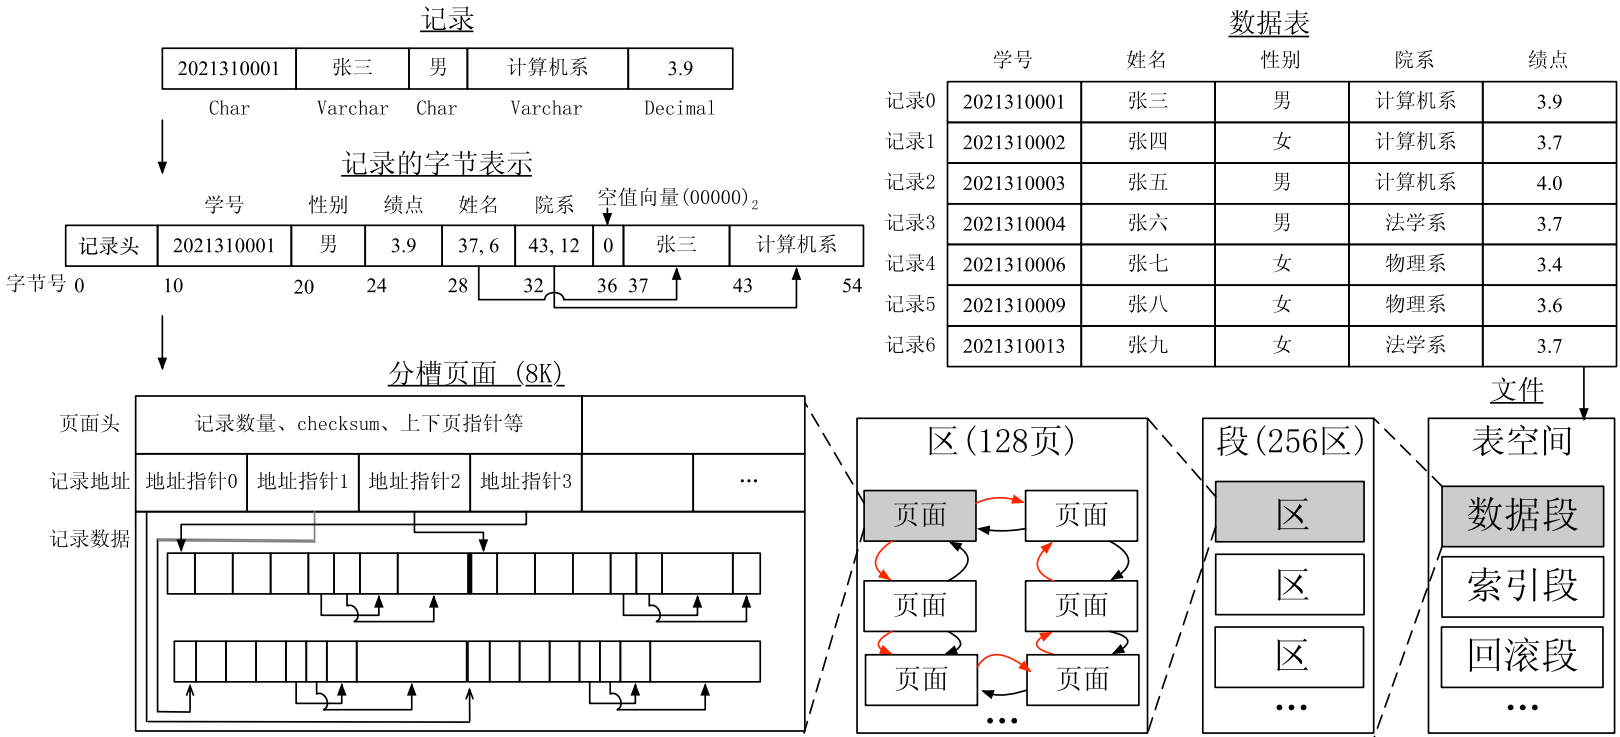 记录
2021310001 张三 男 计算机系 3.9
Char Varchar Char Varchar Decimal
记录的字节表示
空值向量(00000)₂
学号 性别 绩点 姓名 院系
记录头 2021310001 男 3.9 37, 6 43, 12 0 张三 计算机系
字节号 0 10 20 24 28 32 36 37 43 54
数据表
学号 姓名 性别 院系 绩点
记录0 2021310001 张三 男 计算机系 3.9
记录1 2021310002 张四 女 计算机系 3.7
记录2 2021310003 张五 男 计算机系 4.0
记录3 2021310004 张六 男 法学系 3.7
记录4 2021310006 张七 女 物理系 3.4
记录5 2021310009 张八 女 物理系 3.6
记录6 2021310013 张九 女 法学系 3.7
文件
分槽页面 (8K)
页面头 记录数量、checksum、上下页指针等
记录地址 地址指针0 地址指针1 地址指针2 地址指针3 …
记录数据
区(128页)
页面 页面
页面 页面
页面 页面
…
段(256区)
区
区
区
…
表空间
数据段
索引段
回滚段
…